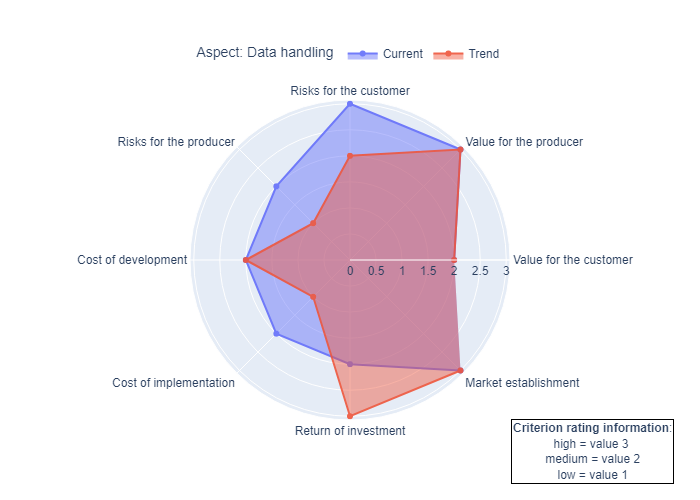 Aspect: Data handling Current Trend
Risks for the customer
Risks for the producer Value for the producer
Cost of development Value for the customer
0 0.5 1 1.5 2 2.5 3
Cost of implementation Market establishment
Return of investment
Criterion rating information:
high = value 3
medium = value 2
low = value 1